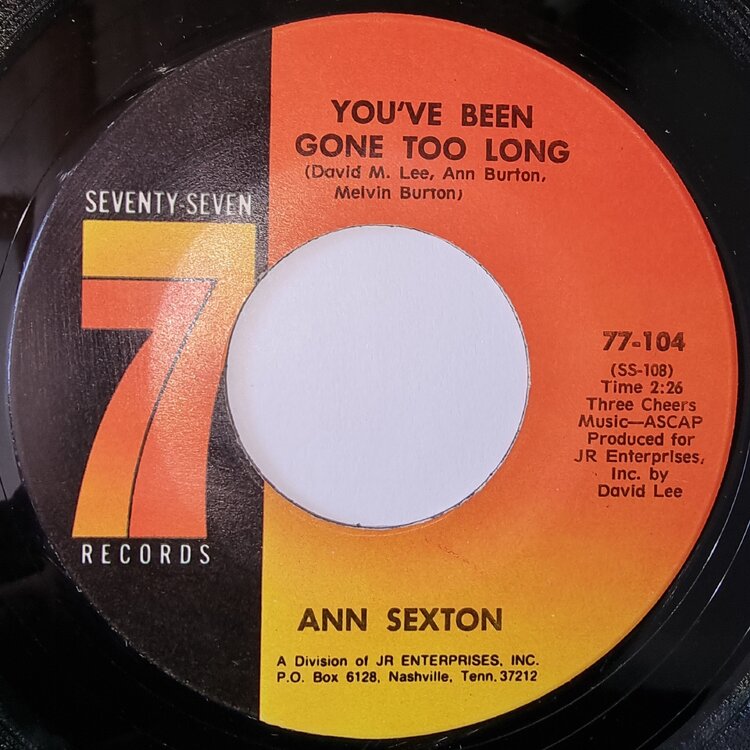 YOU'VE BEEN
GONE TOO LONG
(David M. Lee, Ann Burton,
Melvin Burton)
SEVENTY-SEVEN
7
RECORDS
77-104
(SS-108)
Time 2:26
Three Cheers
Music—ASCAP
Produced for
JR Enterprises,
Inc. by
David Lee
ANN SEXTON
A Division of JR ENTERPRISES, INC.
P.O. Box 6128, Nashville, Tenn. 37212